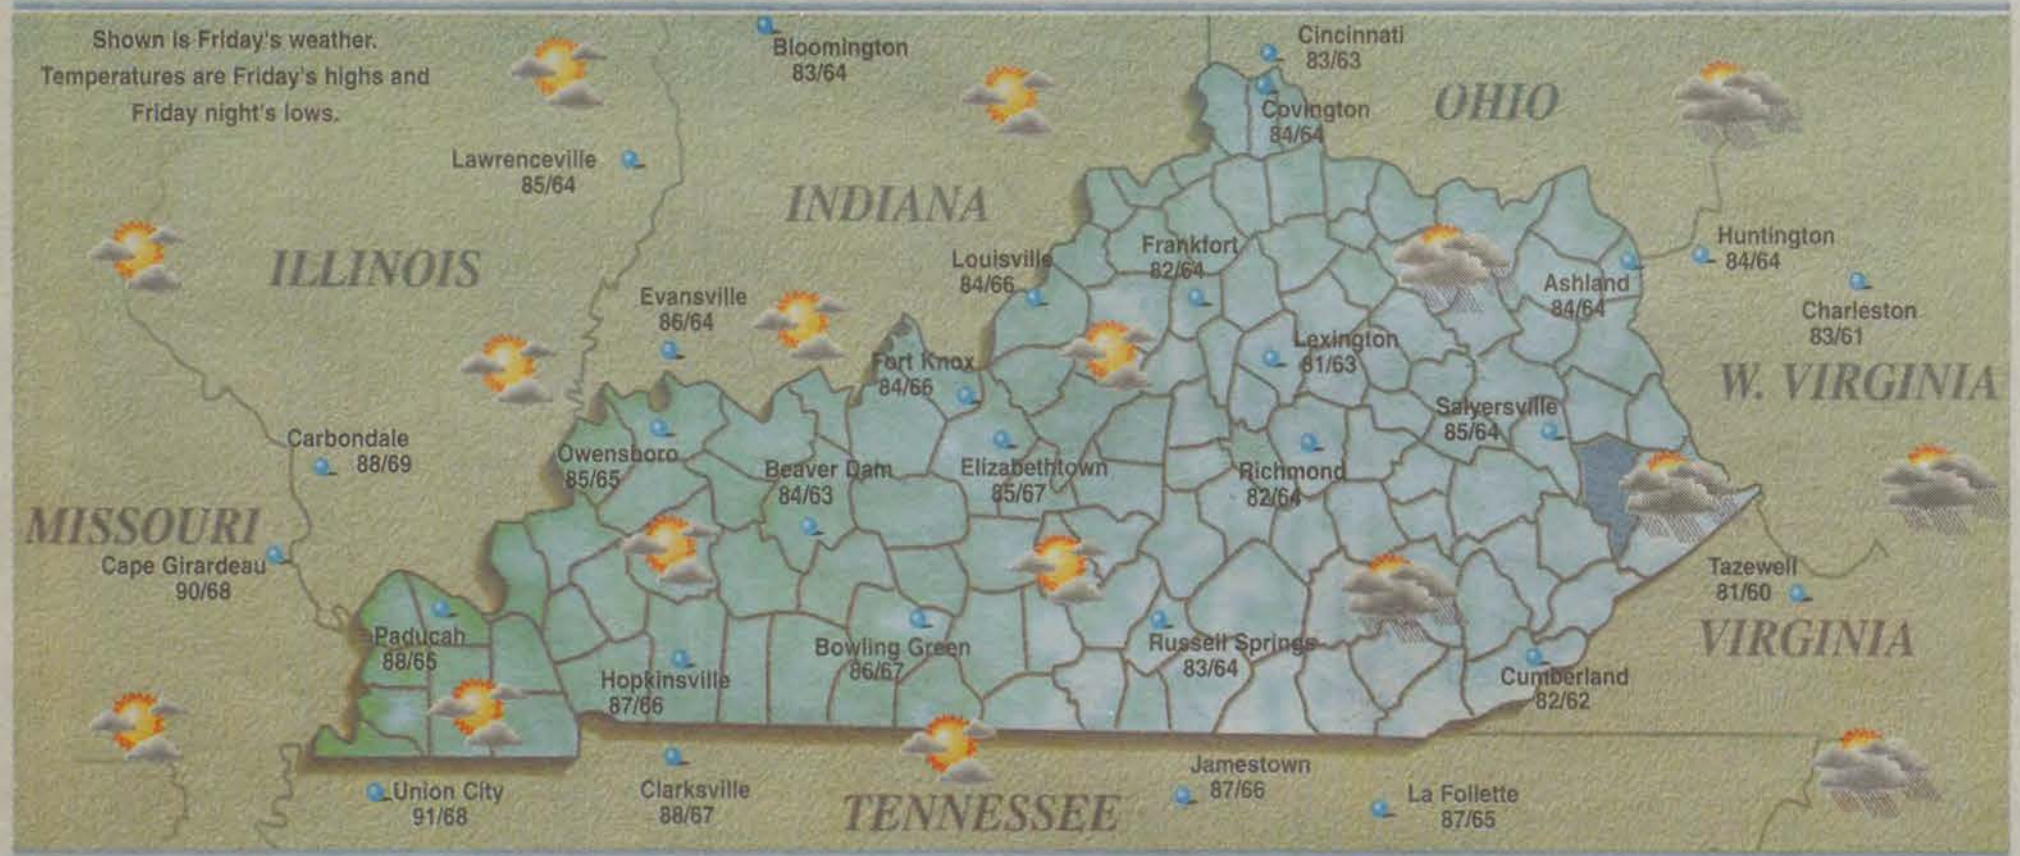 Shown is Friday's weather.
Temperatures are Friday's highs and
Friday night's lows.
Bloomington
83/64
Cincinnati
83/63
Covington
84/64
OHIO
Lawrenceville
85/64
INDIANA
ILLINOIS
Louisville
84/66
Frankfort
82/64
Huntington
84/64
Ashland
84/64
Charleston
83/61
Evansville
86/64
Fort Knox
84/66
Lexington
81/63
W. VIRGINIA
Salyersville
85/64
Carbondale
88/69
Owensboro
85/65
Beaver Dam
84/63
Elizabethtown
85/67
Richmond
82/64
MISSOURI
Cape Girardeau
90/68
Tazewell
81/60
VIRGINIA
Paducah
88/65
Hopkinsville
87/66
Bowling Green
86/67
Russell Springs
83/64
Cumberland
82/62
Union City
91/68
Clarksville
88/67
TENNESSEE
Jamestown
87/66
La Follette
87/65